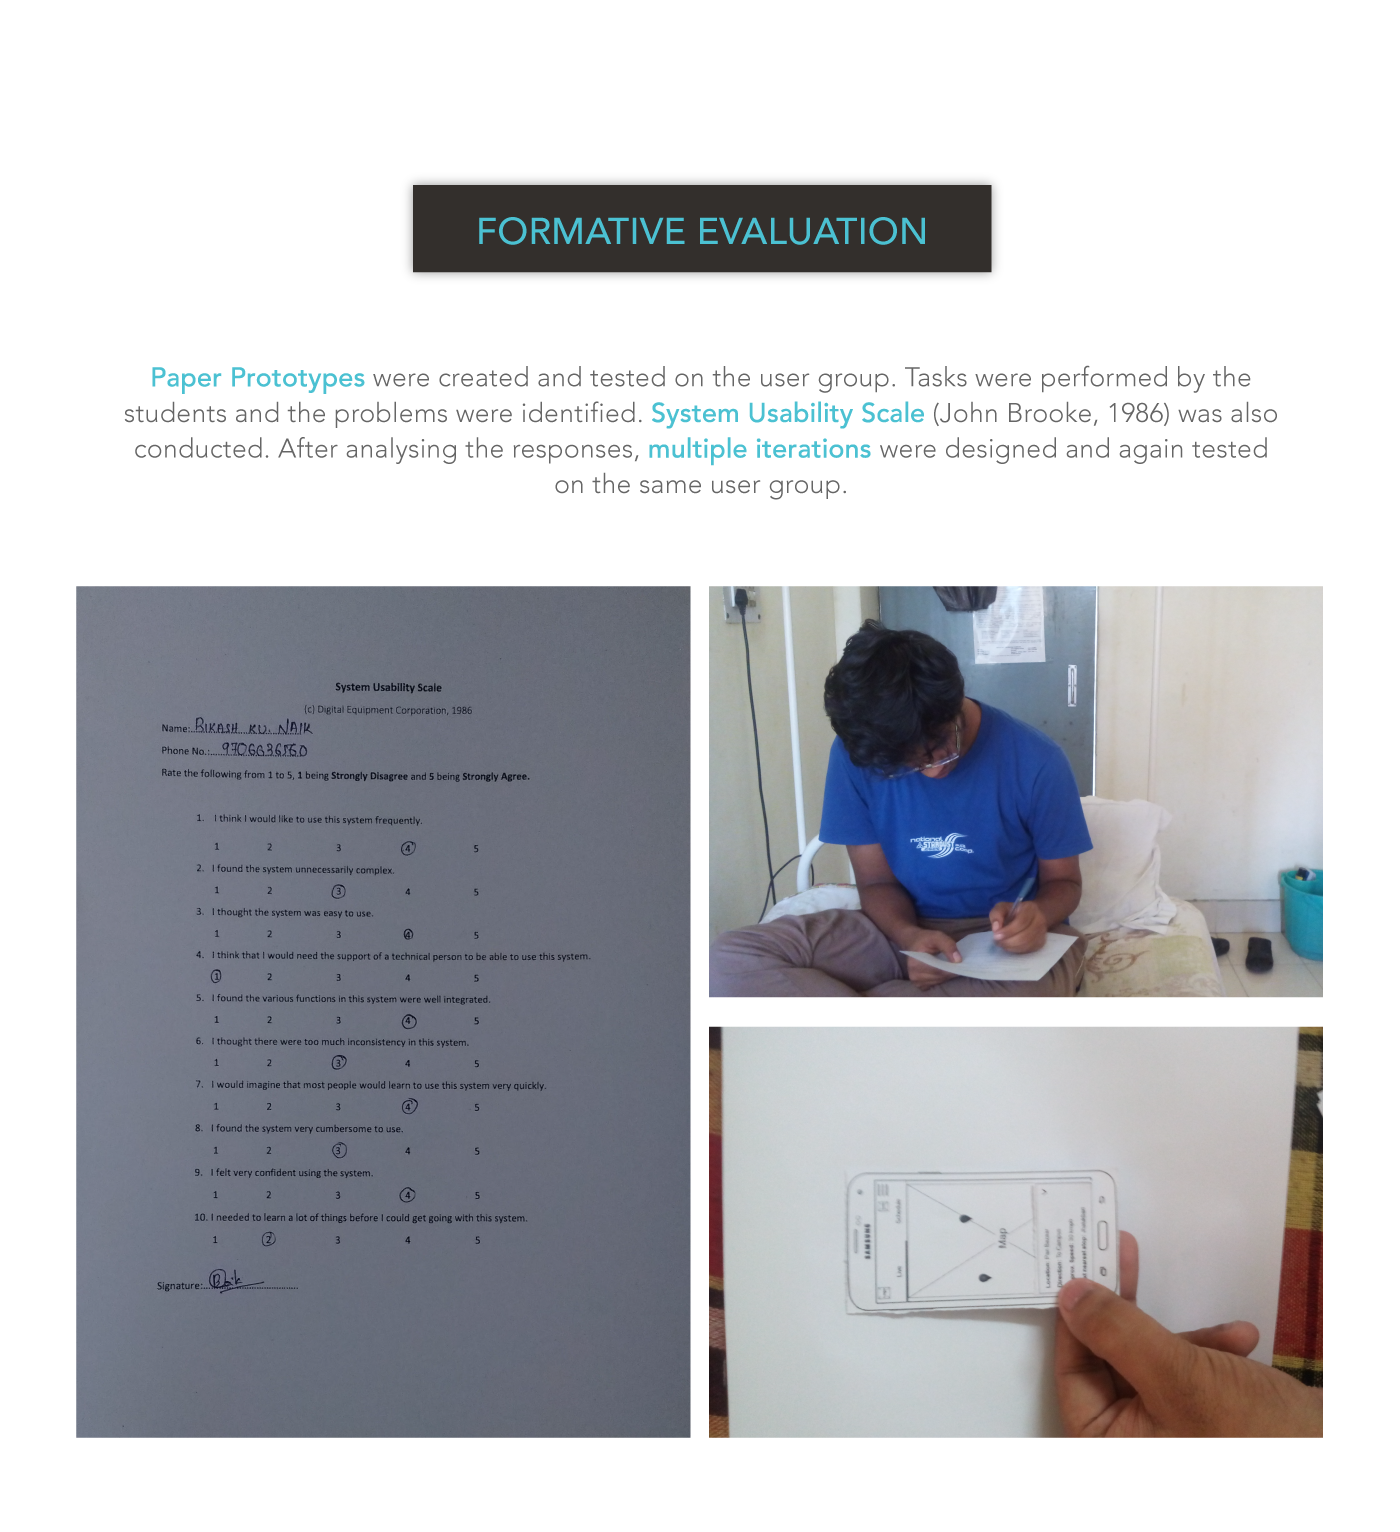 FORMATIVE EVALUATION
Paper Prototypes were created and tested on the user group. Tasks were performed by the
students and the problems were identified. System Usability Scale (John Brooke, 1986) was also
conducted. After analysing the responses, multiple iterations were designed and again tested
on the same user group.
System Usability Scale
(c) Digital Equipment Corporation, 1986
Name: BIKASH KU. NAIK
Phone No.:
Rate the following from 1 to 5, 1 being Strongly Disagree and 5 being Strongly Agree.
1. I think I would like to use this system frequently.
1 2 3 4 5
2. I found the system unnecessarily complex.
1 2 3 4 5
3. I thought the system was easy to use.
1 2 3 4 5
4. I think that I would need the support of a technical person to be able to use this system.
1 2 3 4 5
5. I found the various functions in this system were well integrated.
1 2 3 4 5
6. I thought there were too much inconsistency in this system.
1 2 3 4 5
7. I would imagine that most people would learn to use this system very quickly.
1 2 3 4 5
8. I found the system very cumbersome to use.
1 2 3 4 5
9. I felt very confident using the system.
1 2 3 4 5
10. I needed to learn a lot of things before I could get going with this system.
1 2 3 4 5
Signature:
national
SAMSUNG
Live Schedule
Map
Direction: To Campus